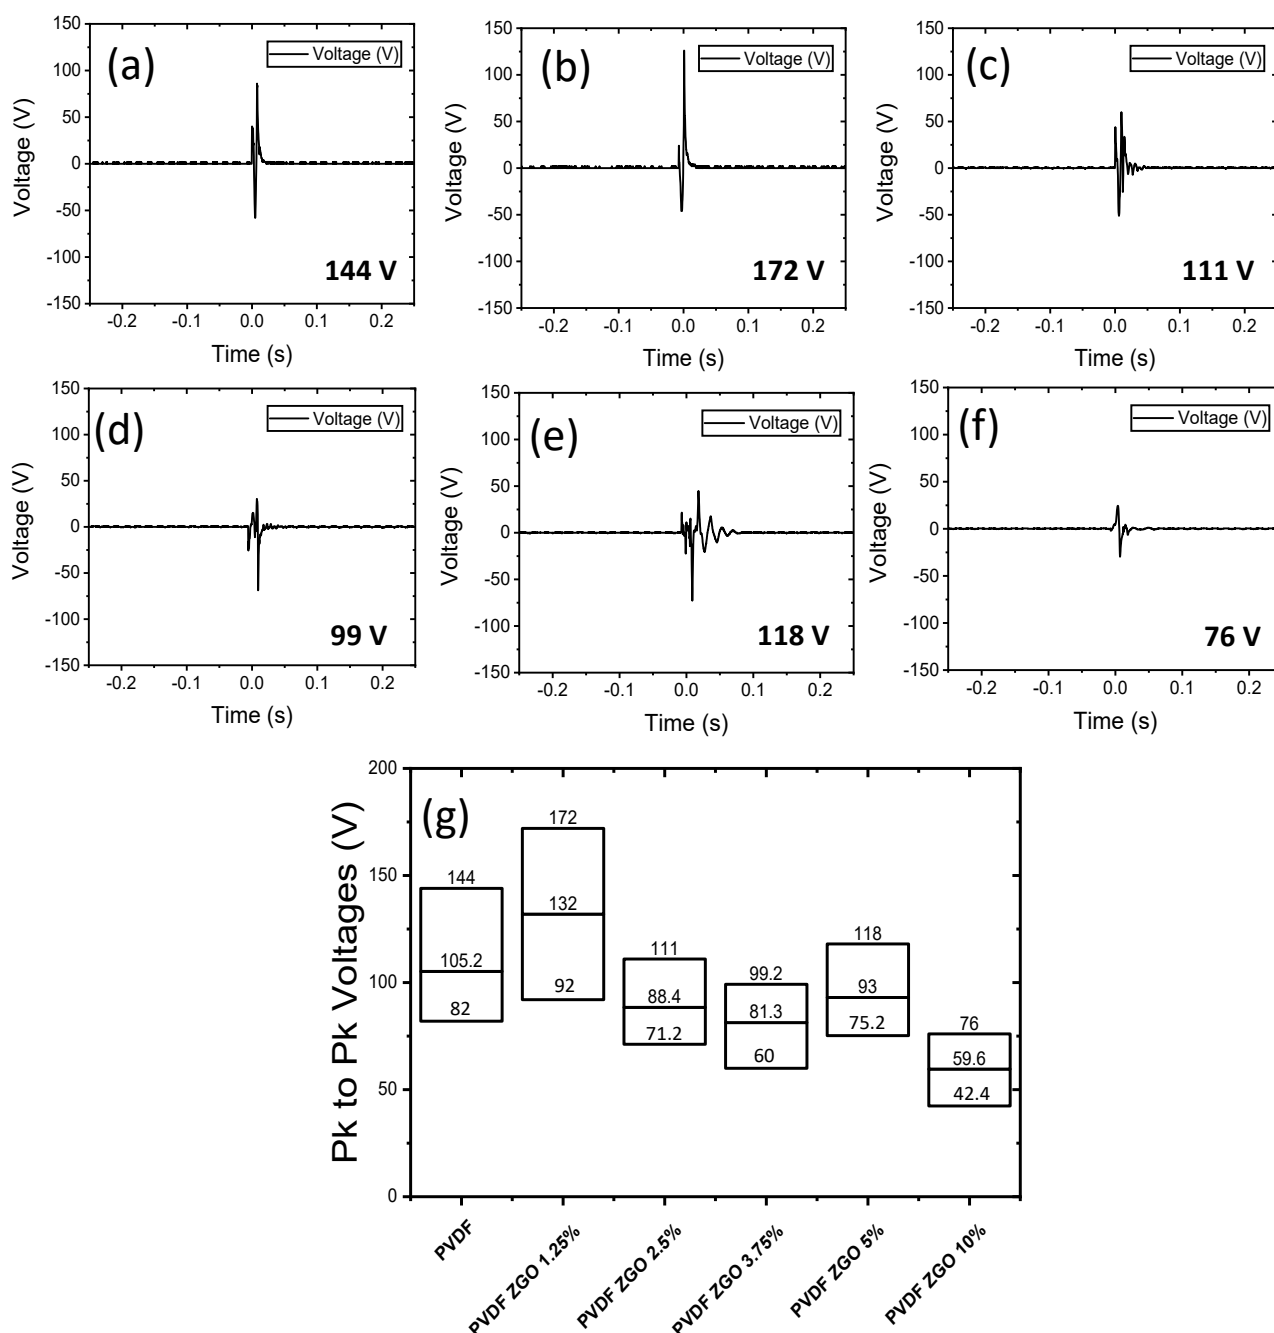 (a)
Voltage (V)
150
100
50
0
-50
-100
-150
Voltage (V)
144 V
-0.2
-0.1
0.0
0.1
0.2
Time (s)
(b)
Voltage (V)
150
100
50
0
-50
-100
-150
Voltage (V)
172 V
-0.2
-0.1
0.0
0.1
0.2
Time (s)
(c)
Voltage (V)
150
100
50
0
-50
-100
-150
Voltage (V)
111 V
-0.2
-0.1
0.0
0.1
0.2
Time (s)
(d)
Voltage (V)
150
100
50
0
-50
-100
-150
Voltage (V)
99 V
-0.2
-0.1
0.0
0.1
0.2
Time (s)
(e)
Voltage (V)
150
100
50
0
-50
-100
-150
Voltage (V)
118 V
-0.2
-0.1
0.0
0.1
0.2
Time (s)
(f)
Voltage (V)
150
100
50
0
-50
-100
-150
Voltage (V)
76 V
-0.2
-0.1
0.0
0.1
0.2
Time (s)
(g)
Pk to Pk Voltages (V)
200
150
100
50
0
144
105.2
82
172
132
92
111
88.4
71.2
99.2
81.3
60
118
93
75.2
76
59.6
42.4
PVDF
PVDF ZGO 1.25%
PVDF ZGO 2.5%
PVDF ZGO 3.75%
PVDF ZGO 5%
PVDF ZGO 10%